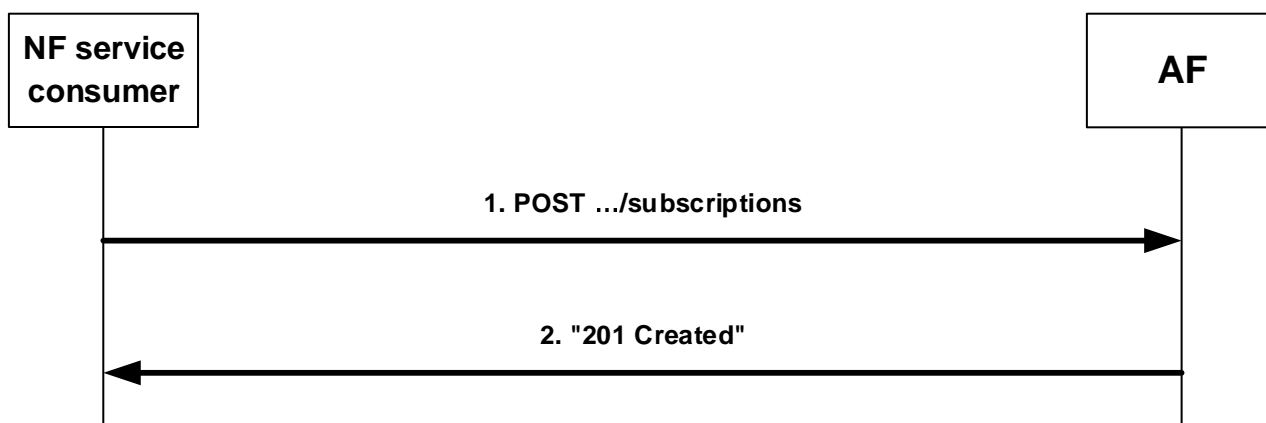 NF service
consumer
AF
1. POST …/subscriptions
2. "201 Created"